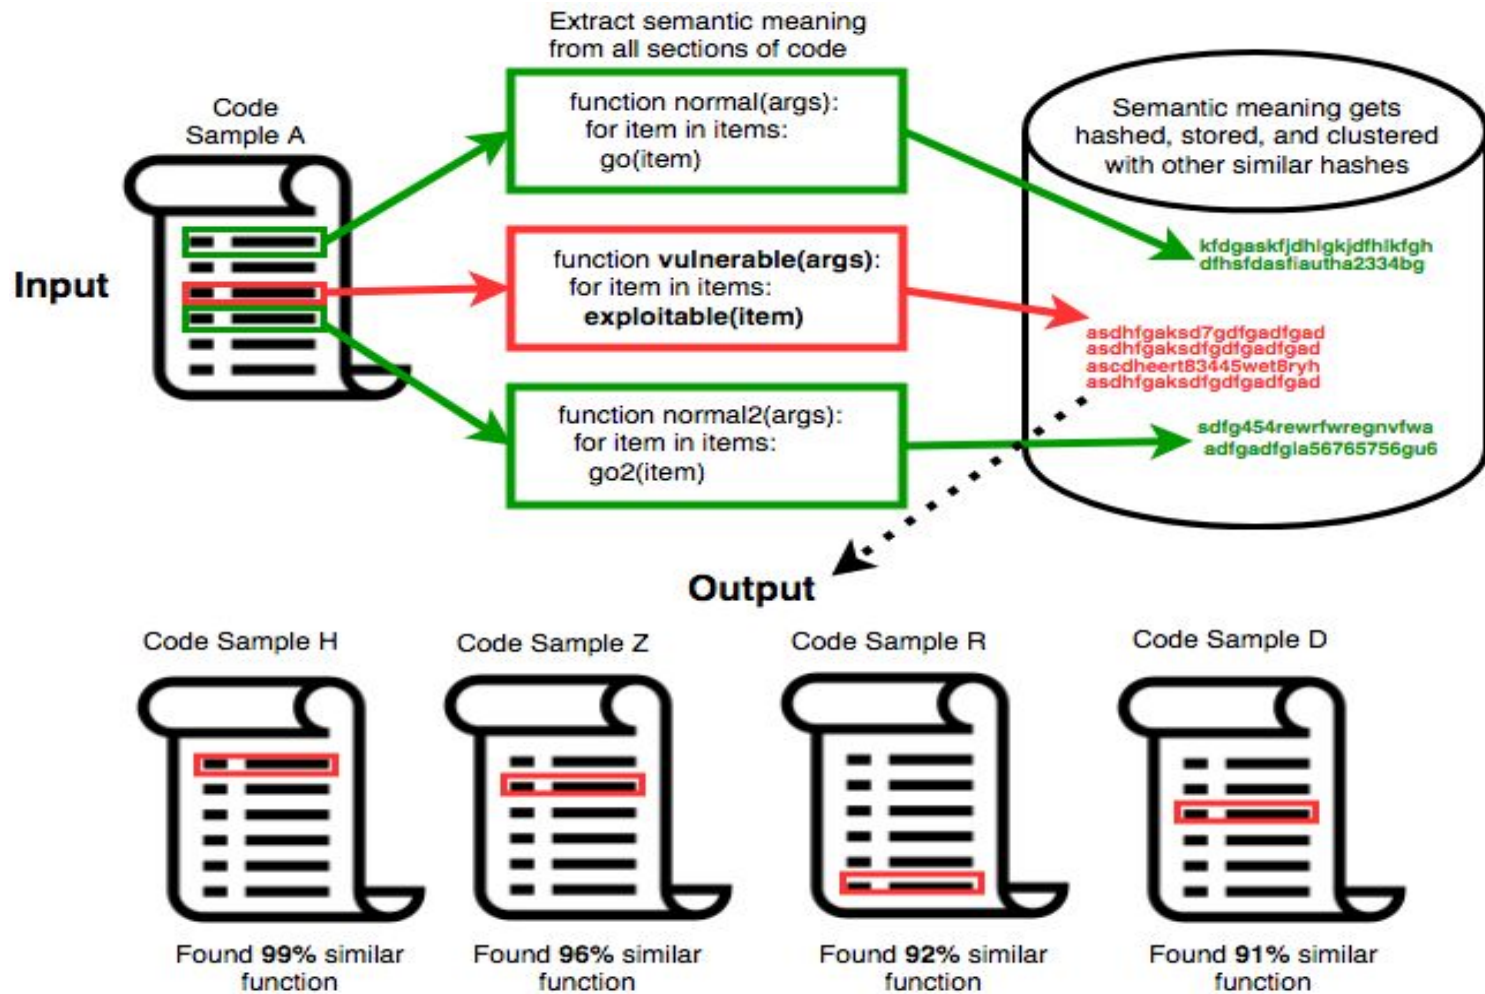 Extract semantic meaning
from all sections of code
Code
Sample A
Input
function normal(args):
for item in items:
go(item)
function vulnerable(args):
for item in items:
exploitable(item)
function normal2(args):
for item in items:
go2(item)
Semantic meaning gets
hashed, stored, and clustered
with other similar hashes
kfdgaskfjdhlgkjdfhlkfgh
dfhsfdasfiautha2334bg
asdhfgaksd7gdfgadfgad
asdhfgaksdfgdfgadfgad
ascdheert83445wet8ryh
asdhfgaksdfgdfgadfgad
sdfg454rewrfwregnvfwa
adfgadfgla56765756gu6
Output
Code Sample H
Code Sample Z
Code Sample R
Code Sample D
Found 99% similar
function
Found 96% similar
function
Found 92% similar
function
Found 91% similar
function